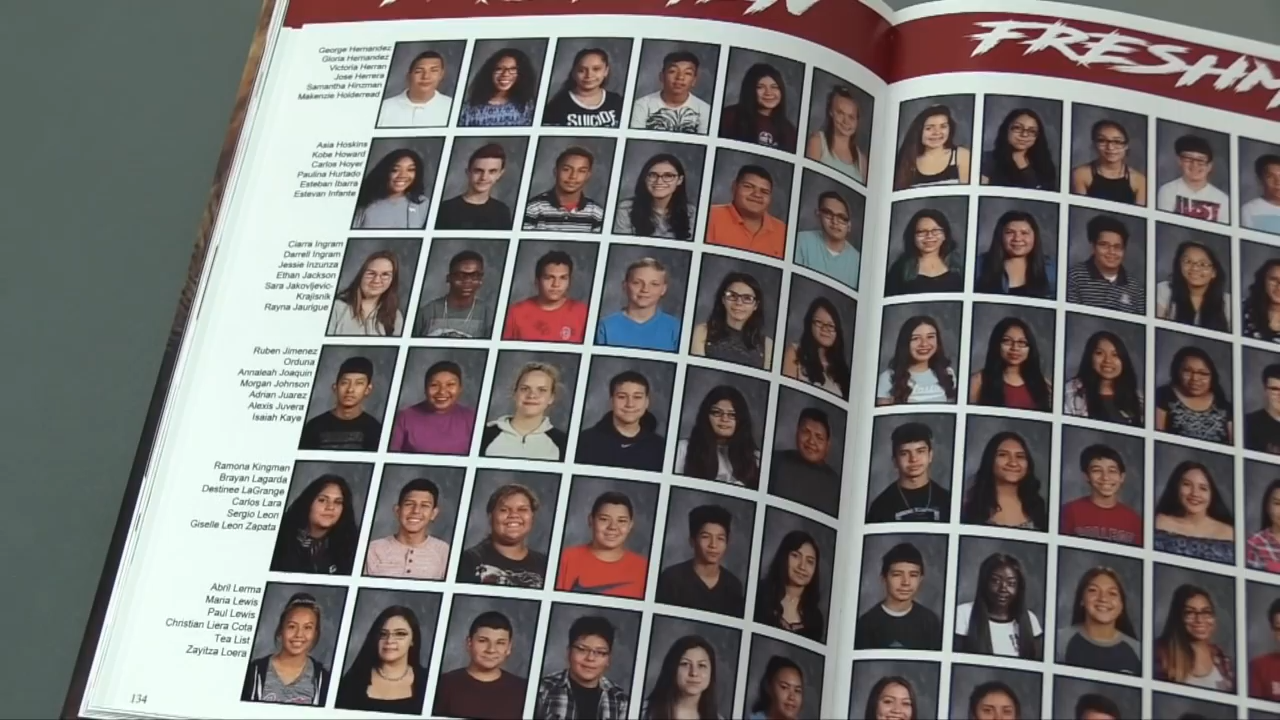 FRESHM
George Hernandez
Gloria Hernandez
Victoria Herran
Jose Herrera
Samantha Hinzman
Makenzie Holderread
SUICIDE
Asia Hoskins
Kobe Howard
Carlos Hoyer
Paulina Hurtado
Esteban Ibarra
Estevan Infante
Ciarra Ingram
Darrell Ingram
Jessie Inzunza
Ethan Jackson
Sara Jakovljevic-
Krajisnik
Rayna Jaurigue
Ruben Jimenez
Orduna
Annaleah Joaquin
Morgan Johnson
Adrian Juarez
Alexis Juvera
Isaiah Kaye
Ramona Kingman
Brayan Lagarda
Destinee LaGrange
Carlos Lara
Sergio Leon
Giselle Leon Zapata
Abril Lerma
Maria Lewis
Paul Lewis
Christian Liera Cota
Tea List
Zayitza Loera
134